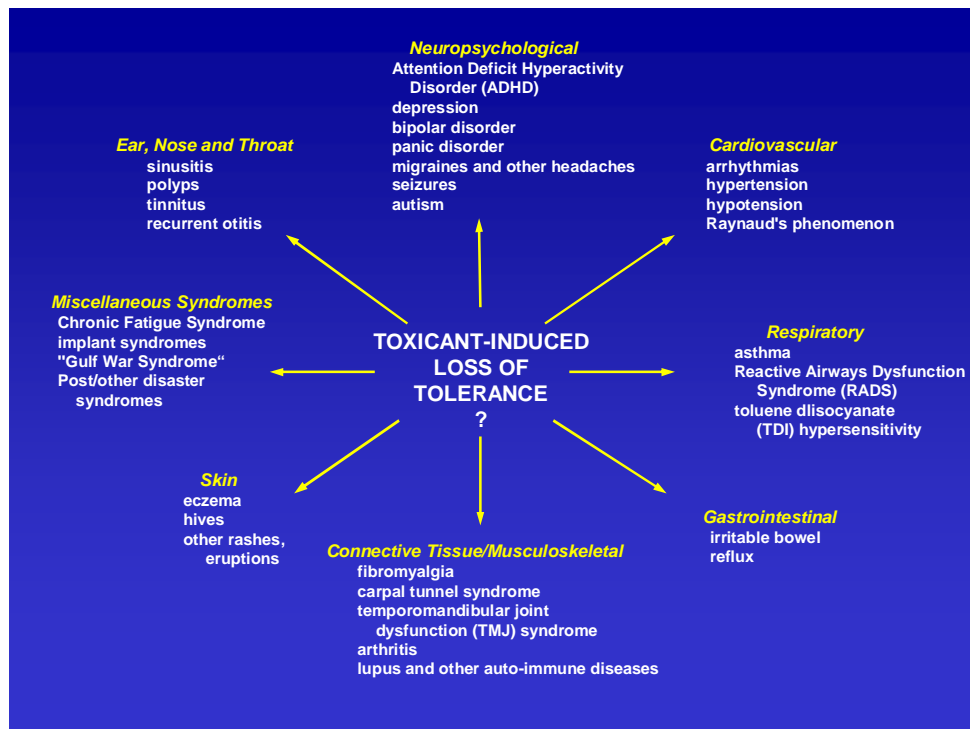 Neuropsychological
Attention Deficit Hyperactivity
Disorder (ADHD)
depression
bipolar disorder
panic disorder
migraines and other headaches
seizures
autism
Ear, Nose and Throat
sinusitis
polyps
tinnitus
recurrent otitis
Cardiovascular
arrhythmias
hypertension
hypotension
Raynaud's phenomenon
Miscellaneous Syndromes
Chronic Fatigue Syndrome
implant syndromes
"Gulf War Syndrome“
Post/other disaster
syndromes
TOXICANT-INDUCED
LOSS OF
TOLERANCE
?
Respiratory
asthma
Reactive Airways Dysfunction
Syndrome (RADS)
toluene dIisocyanate
(TDI) hypersensitivity
Skin
eczema
hives
other rashes,
eruptions
Connective Tissue/Musculoskeletal
fibromyalgia
carpal tunnel syndrome
temporomandibular joint
dysfunction (TMJ) syndrome
arthritis
lupus and other auto-immune diseases
Gastrointestinal
irritable bowel
reflux